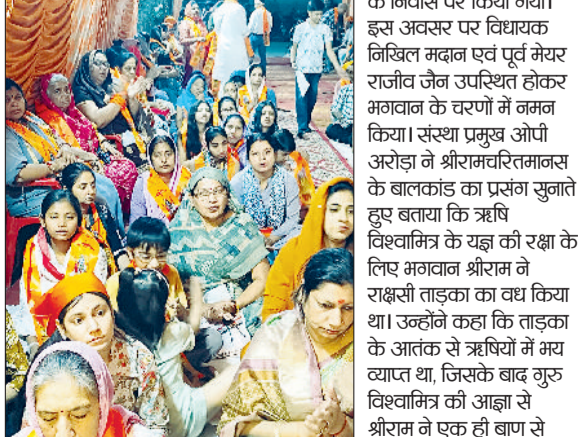 के निवास पर किया गया।
इस अवसर पर विधायक
निखिल मदान एवं पूर्व मेयर
राजीव जैन उपस्थित होकर
भगवान के चरणों में नमन
किया। संस्था प्रमुख ओपी
अरोड़ा ने श्रीरामचरितमानस
के बालकांड का प्रसंग सुनाते
हुए बताया कि ऋषि
विश्वामित्र के यज्ञ की रक्षा के
लिए भगवान श्रीराम ने
राक्षसी ताड़का का वध किया
था। उन्होंने कहा कि ताड़का
के आतंक से ऋषियों में भय
व्याप्त था, जिसके बाद गुरु
विश्वामित्र की आज्ञा से
श्रीराम ने एक ही बाण से